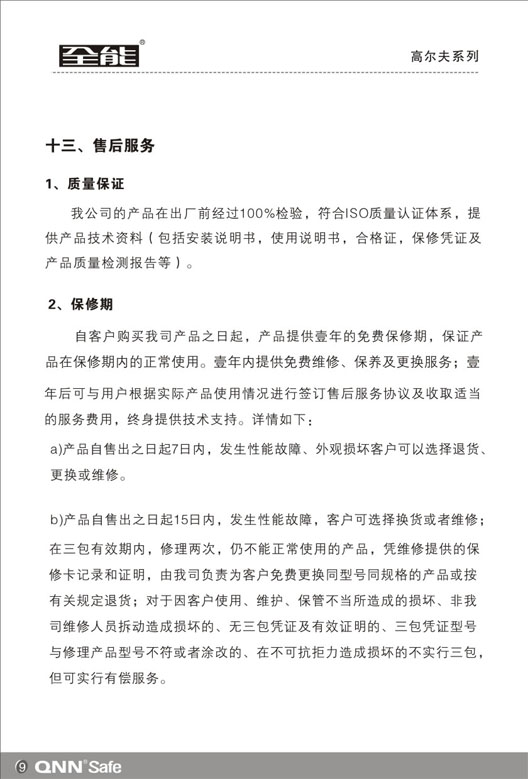 全能®
高尔夫系列
十三、售后服务
1、质量保证
我公司的产品在出厂前经过100%检验，符合ISO质量认证体系，提
供产品技术资料（包括安装说明书，使用说明书，合格证，保修凭证及
产品质量检测报告等）。
2、保修期
自客户购买我司产品之日起，产品提供壹年的免费保修期，保证产
品在保修期内的正常使用。壹年内提供免费维修、保养及更换服务；壹
年后可与用户根据实际产品使用情况进行签订售后服务协议及收取适当
的服务费用，终身提供技术支持。详情如下：
a)产品自售出之日起7日内，发生性能故障、外观损坏客户可以选择退货、
更换或维修。
b)产品自售出之日起15日内，发生性能故障，客户可选择换货或者维修；
在三包有效期内，修理两次，仍不能正常使用的产品，凭维修提供的保
修卡记录和证明，由我司负责为客户免费更换同型号同规格的产品或按
有关规定退货；对于因客户使用、维护、保管不当所造成的损坏、非我
司维修人员拆动造成损坏的、无三包凭证及有效证明的、三包凭证型号
与修理产品型号不符或者涂改的、在不可抗拒力造成损坏的不实行三包，
但可实行有偿服务。
9 QNN® Safe